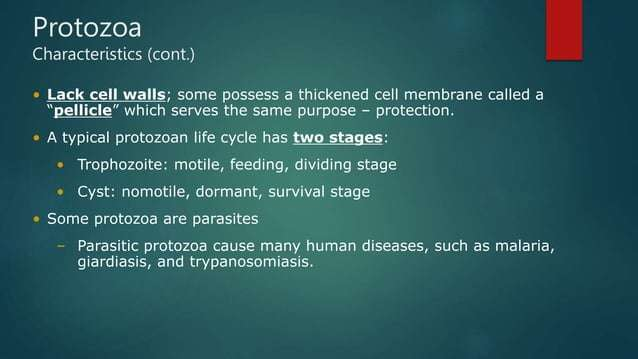 Protozoa
Characteristics (cont.)
• Lack cell walls; some possess a thickened cell membrane called a
“pellicle” which serves the same purpose – protection.
• A typical protozoan life cycle has two stages:
• Trophozoite: motile, feeding, dividing stage
• Cyst: nomotile, dormant, survival stage
• Some protozoa are parasites
– Parasitic protozoa cause many human diseases, such as malaria,
giardiasis, and trypanosomiasis.